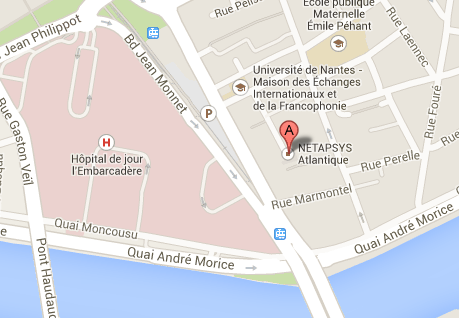 École publique
Maternelle
Émile Péhant
Rue Pelis
Rue Laennec
Jean Philippot
Bd Jean Monnet
Université de Nantes -
Maison des Échanges
Internationaux et
de la Francophonie
Rue Fouré
Rue Gaston Veil
P
A
H
Hôpital de jour
l'Embarcadère
NETAPSYS
Atlantique
Rue Perelle
Rue Marmontel
Quai Moncousu
Quai André Morice
Quai André Morice
Pont Haudaud